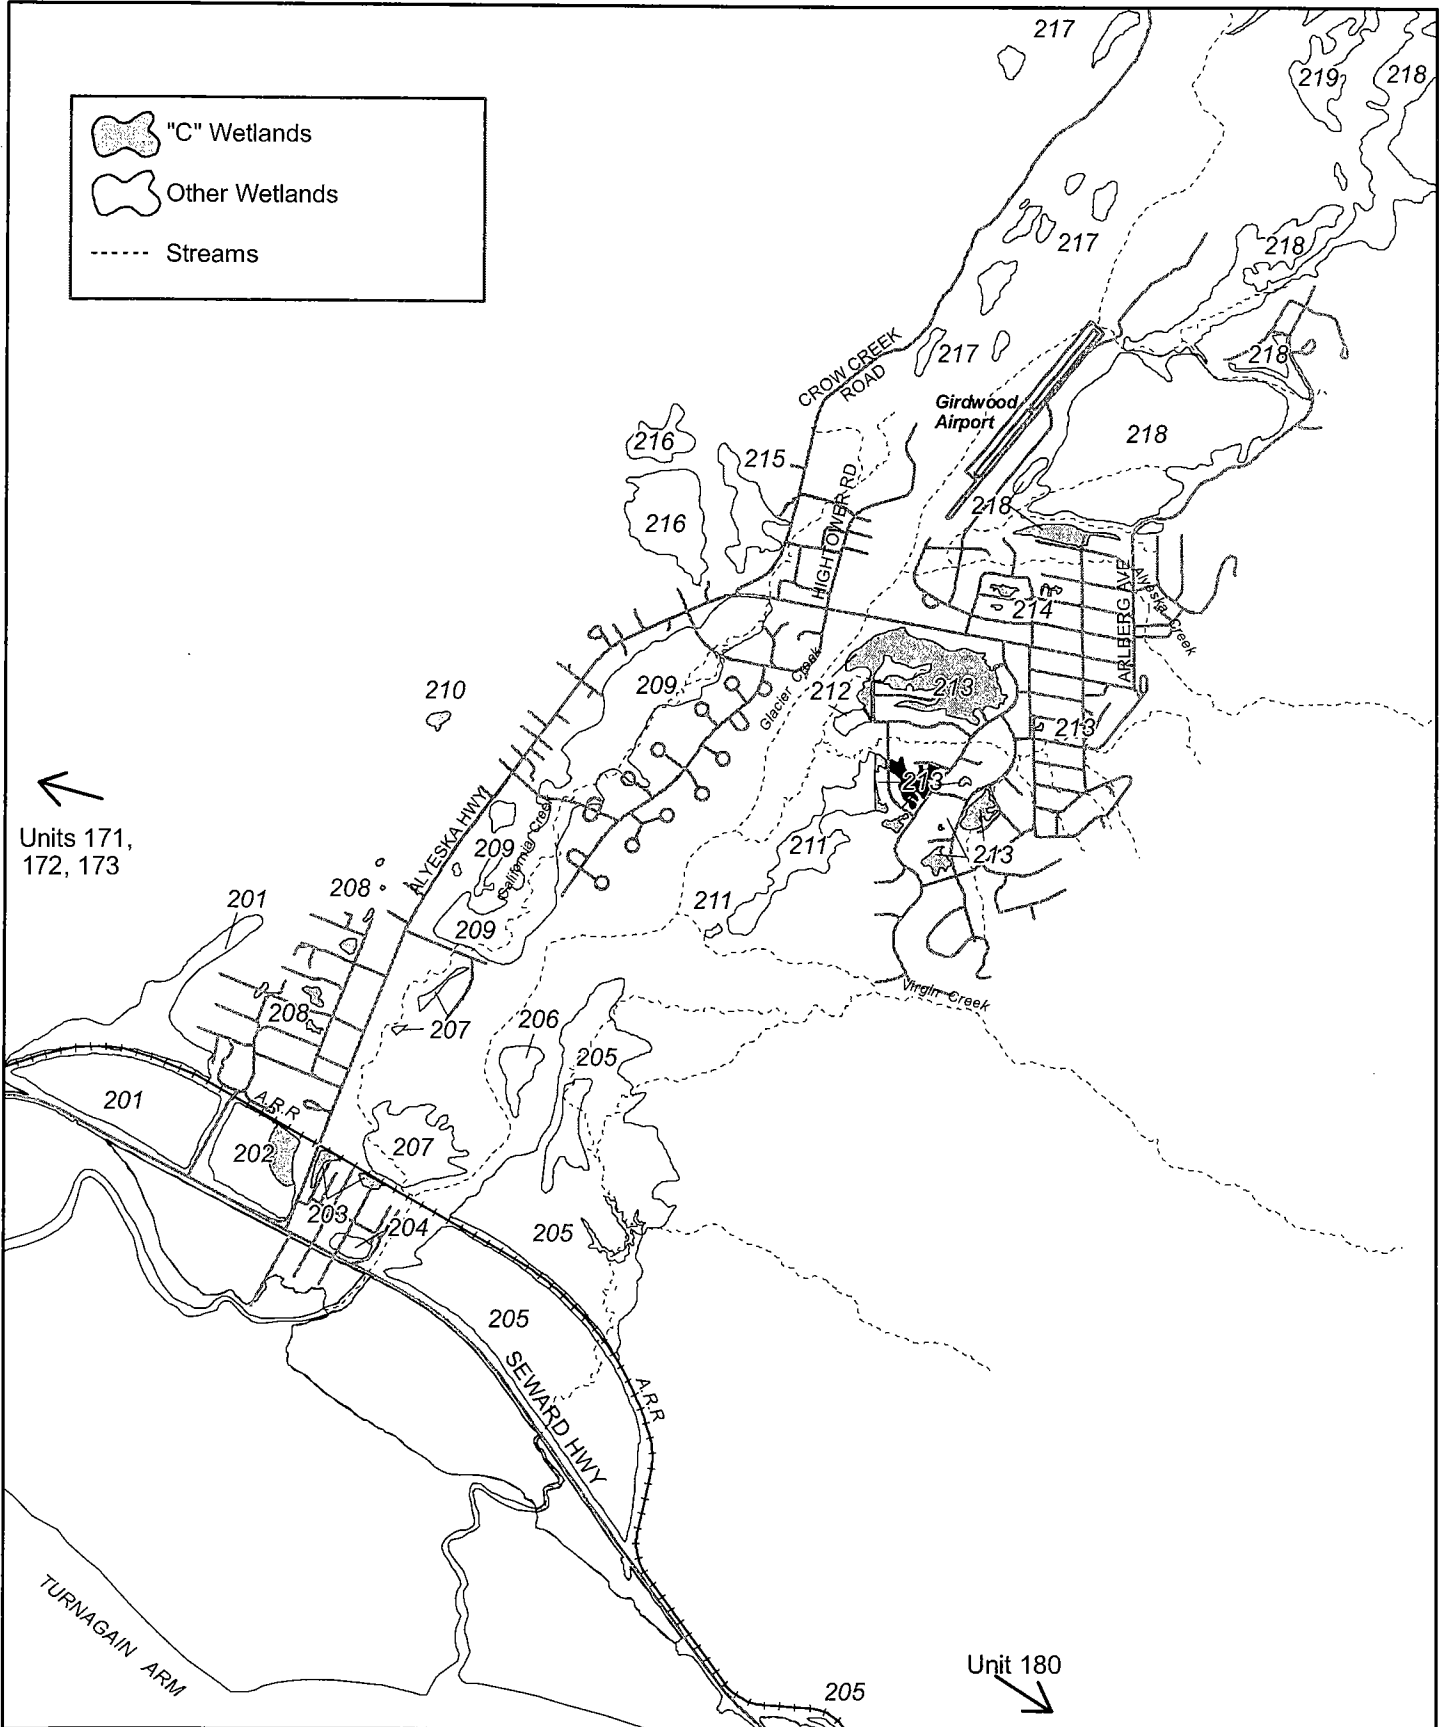 217
219
218
"C" Wetlands
Other Wetlands
Streams
217
218
CROW CREEK
ROAD
217
218
Girdwood
Airport
216
215
218
HIGHTOWER RD
216
218
ARLBERG AVE
Alyeska Creek
214
210
209
Glacier Creek
212
213
213
213
Units 171,
172, 173
ALYESKA HWY
209
California Creek
211
213
208
201
211
209
Virgin Creek
208
207
206
205
201
A.R.R
202
207
203
204
205
205
SEWARD HWY
A.R.R
TURNAGAIN ARM
Unit 180
205